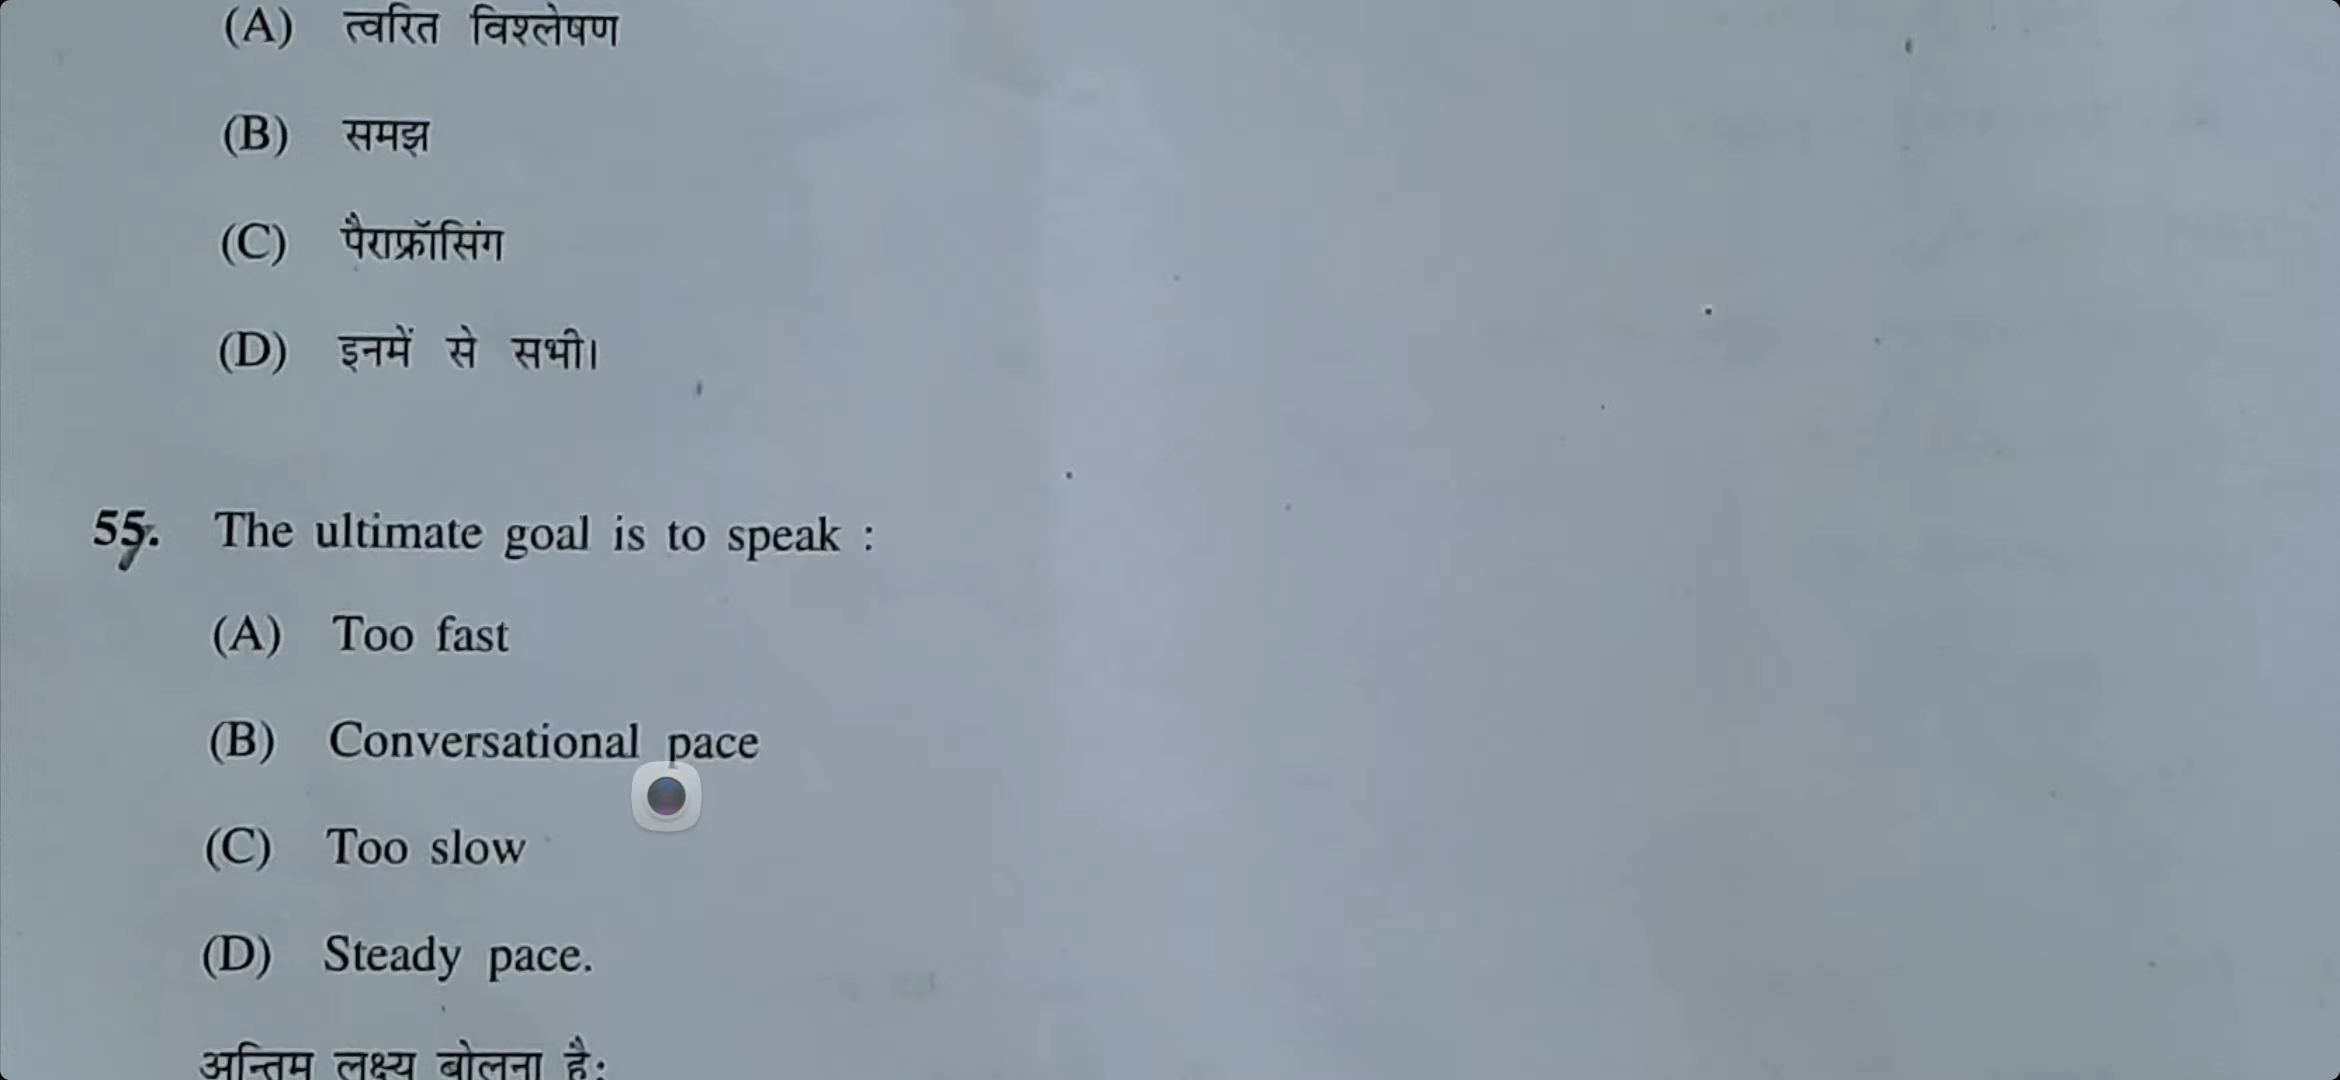 (A) त्वरित विश्लेषण
(B) समझ
(C) पैराफ्रॉसिंग
(D) इनमें से सभी।
55. The ultimate goal is to speak :
(A) Too fast
(B) Conversational pace
(C) Too slow
(D) Steady pace.
अन्तिम लक्ष्य बोलना है: